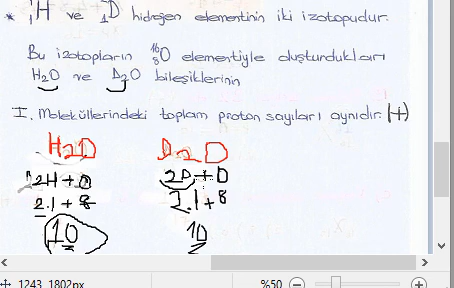 * ₁H ve ₁D hidrojen elementinin iki izotopudur.
Bu izotopların ¹⁶₈O elementiyle oluşturdukları
H₂O ve D₂O bileşiklerinin
I. Moleküllerindeki toplam proton sayıları aynıdır. (+)
H2O D2O
2H+O 2D+O
2.1+8 2.1+8
10 10
1243, 1802px %50